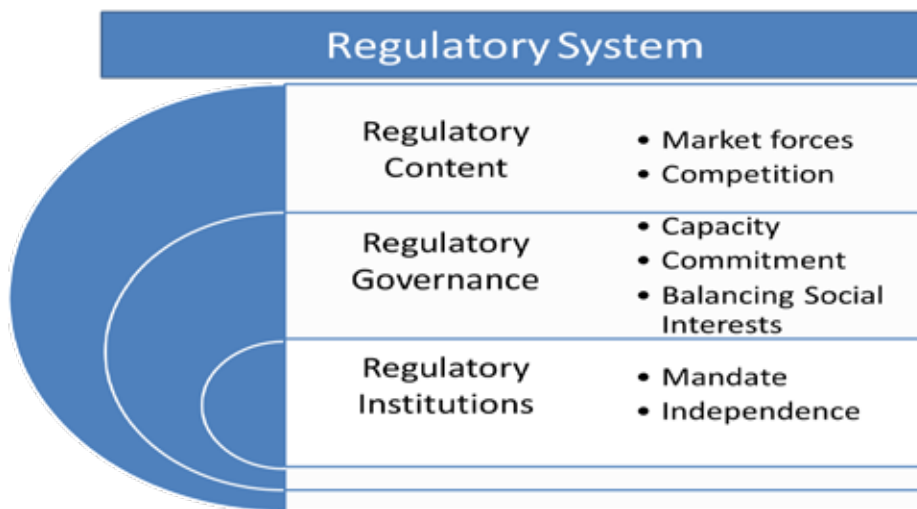 Regulatory System
Regulatory
Content
• Market forces
• Competition
Regulatory
Governance
• Capacity
• Commitment
• Balancing Social
Interests
Regulatory
Institutions
• Mandate
• Independence